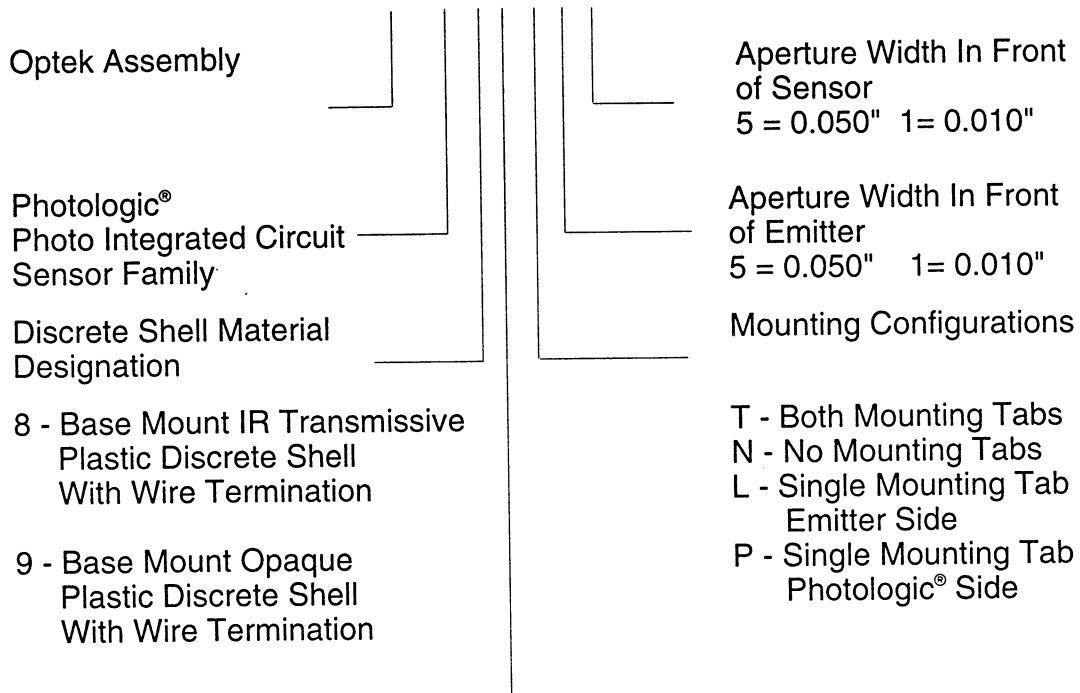 Optek Assembly
Photologic®
Photo Integrated Circuit
Sensor Family
Discrete Shell Material
Designation
8 - Base Mount IR Transmissive
Plastic Discrete Shell
With Wire Termination
9 - Base Mount Opaque
Plastic Discrete Shell
With Wire Termination
Aperture Width In Front
of Sensor
5 = 0.050" 1= 0.010"
Aperture Width In Front
of Emitter
5 = 0.050" 1= 0.010"
Mounting Configurations
T - Both Mounting Tabs
N - No Mounting Tabs
L - Single Mounting Tab
Emitter Side
P - Single Mounting Tab
Photologic® Side